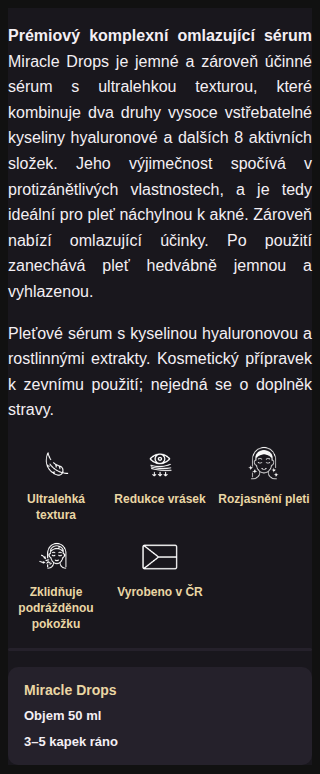 Prémiový komplexní omlazující sérum
Miracle Drops je jemné a zároveň účinné
sérum s ultralehkou texturou, které
kombinuje dva druhy vysoce vstřebatelné
kyseliny hyaluronové a dalších 8 aktivních
složek. Jeho výjimečnost spočívá v
protizánětlivých vlastnostech, a je tedy
ideální pro pleť náchylnou k akné. Zároveň
nabízí omlazující účinky. Po použití
zanechává pleť hedvábně jemnou a
vyhlazenou.
Pleťové sérum s kyselinou hyaluronovou a
rostlinnými extrakty. Kosmetický přípravek
k zevnímu použití; nejedná se o doplněk
stravy.
Ultralehká
textura
Redukce vrásek
Rozjasnění pleti
Zklidňuje
podrážděnou
pokožku
Vyrobeno v ČR
Miracle Drops
Objem 50 ml
3–5 kapek ráno